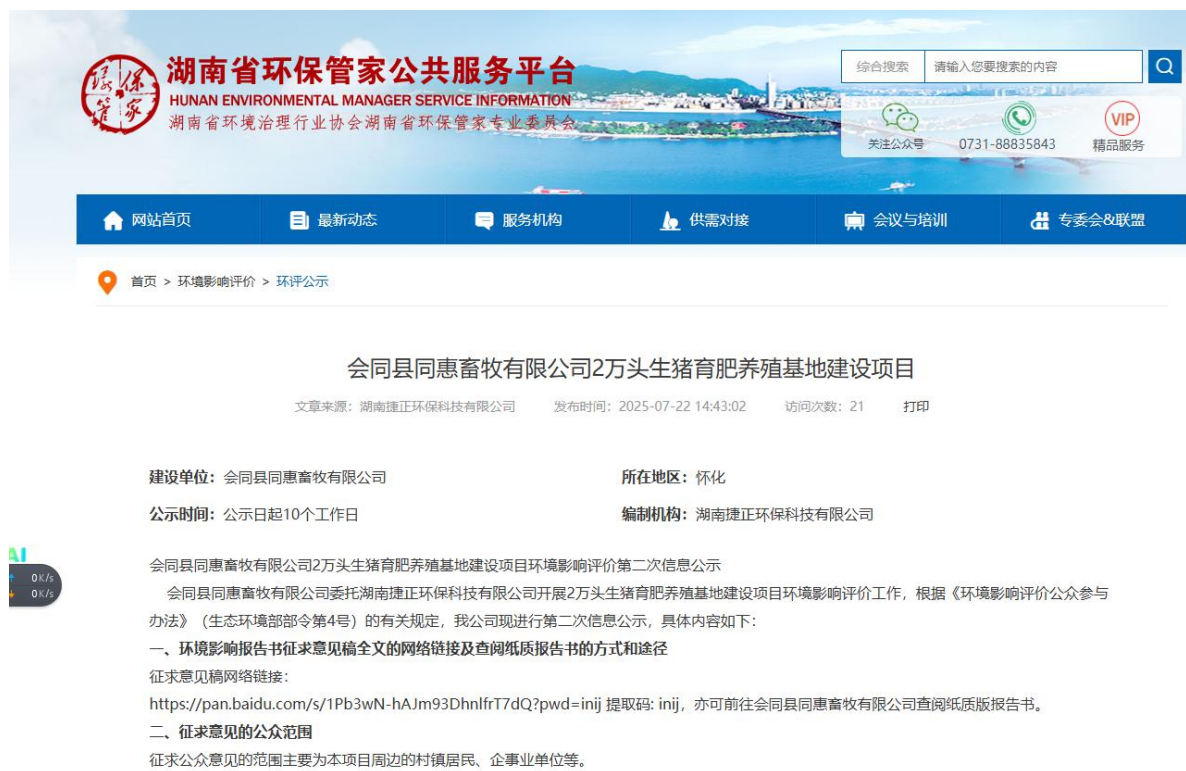 湖南省环保管家公共服务平台
HUNAN ENVIRONMENTAL MANAGER SERVICE INFORMATION
湖南省环境治理行业协会湖南省环保管家专业委员会
综合搜索 请输入您要搜索的内容
关注公众号 0731-88835843 VIP 精品服务
网站首页 最新动态 服务机构 供需对接 会议与培训 专委会&联盟
首页 > 环境影响评价 > 环评公示
会同县同惠畜牧有限公司2万头生猪育肥养殖基地建设项目
文章来源：湖南捷正环保科技有限公司 发布时间：2025-07-22 14:43:02 访问次数：21 打印
建设单位：会同县同惠畜牧有限公司 所在地区：怀化
公示时间：公示日起10个工作日 编制机构：湖南捷正环保科技有限公司
会同县同惠畜牧有限公司2万头生猪育肥养殖基地建设项目环境影响评价第二次信息公示
会同县同惠畜牧有限公司委托湖南捷正环保科技有限公司开展2万头生猪育肥养殖基地建设项目环境影响评价工作，根据《环境影响评价公众参与
办法》（生态环境部部令第4号）的有关规定，我公司现进行第二次信息公示，具体内容如下：
一、环境影响报告书征求意见稿全文的网络链接及查阅纸质报告书的方式和途径
征求意见稿网络链接：
https://pan.baidu.com/s/1Pb3wN-hAJm93DhnlfrT7dQ?pwd=inij 提取码: inij，亦可前往会同县同惠畜牧有限公司查阅纸质版报告书。
二、征求意见的公众范围
征求公众意见的范围主要为本项目周边的村镇居民、企事业单位等。
AI
0K/s
0K/s